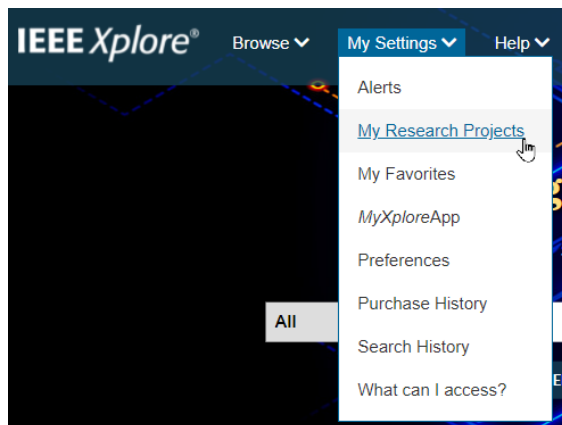 IEEE Xplore® Browse My Settings Help
Alerts
My Research Projects
My Favorites
MyXploreApp
Preferences
Purchase History
All
Search History
What can I access?